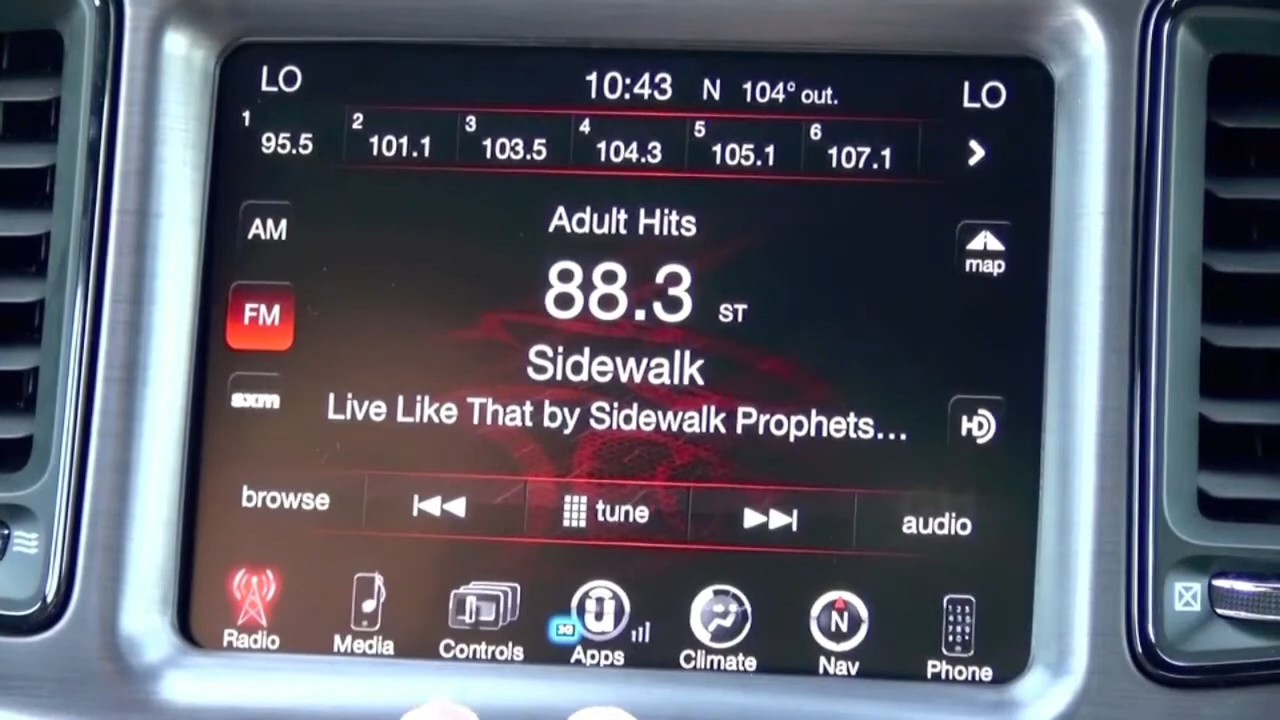 LO 10:43 N 104° out. LO
1 95.5 2 101.1 3 103.5 4 104.3 5 105.1 6 107.1
AM
Adult Hits
map
FM
88.3 ST
Sidewalk
sxm
Live Like That by Sidewalk Prophets...
HD
browse tune audio
Radio Media Controls 3G Apps Climate N Nav Phone